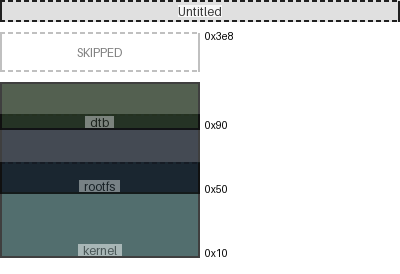 Untitled
0x3e8
SKIPPED
dtb
0x90
rootfs
0x50
kernel
0x10